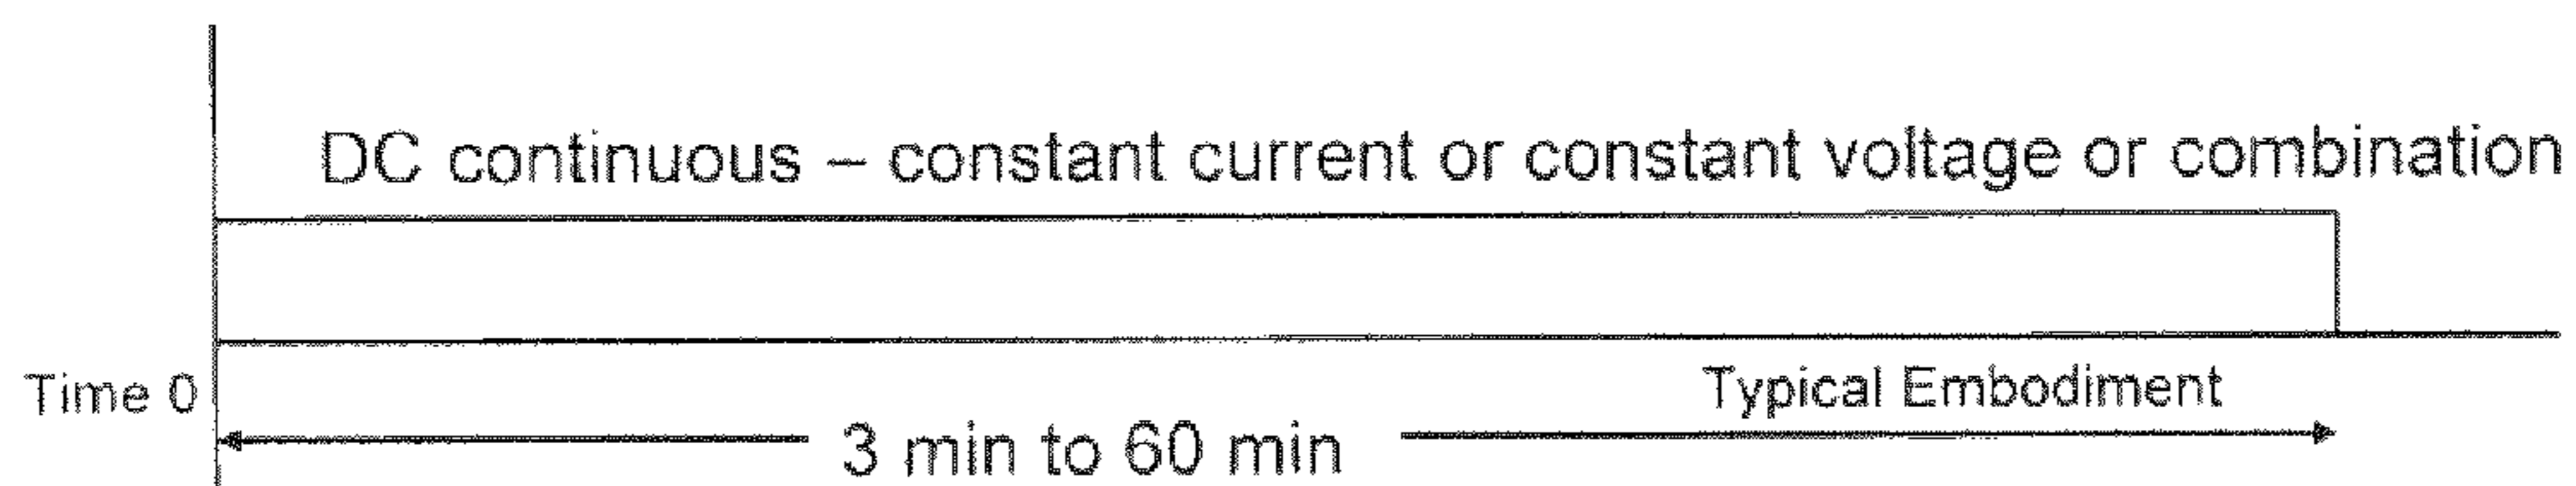 DC continuous – constant current or constant voltage or combination
Time 0
Typical Embodiment
3 min to 60 min